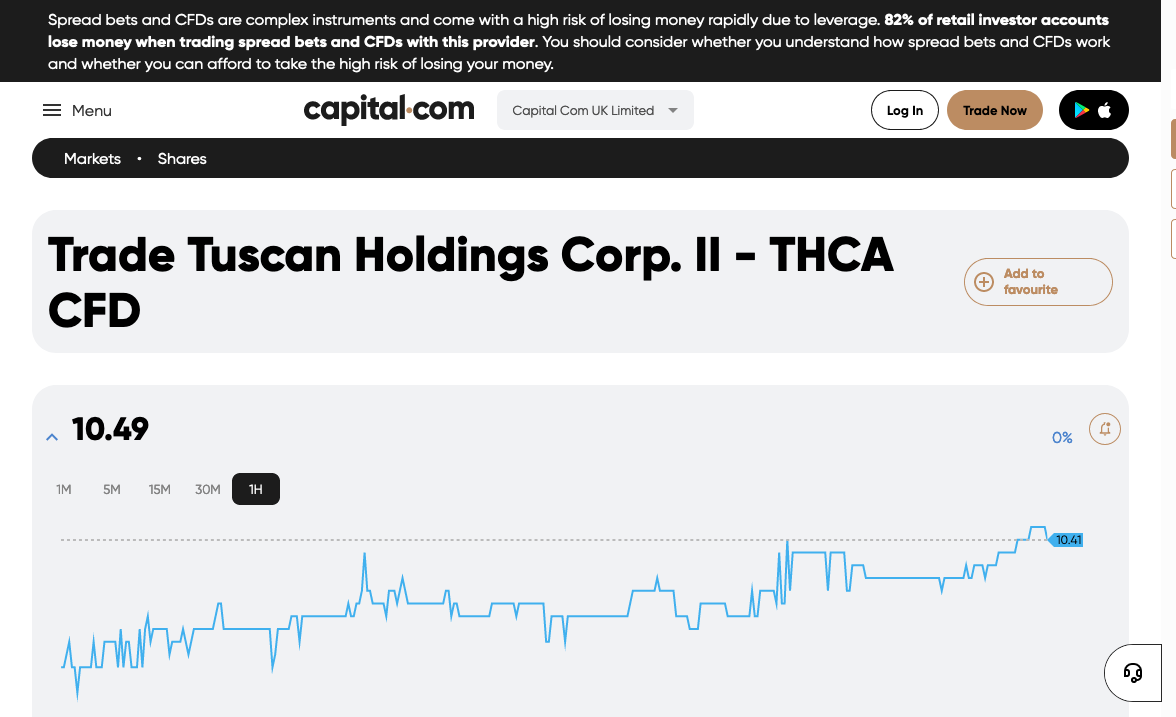 Spread bets and CFDs are complex instruments and come with a high risk of losing money rapidly due to leverage. 82% of retail investor accounts
lose money when trading spread bets and CFDs with this provider. You should consider whether you understand how spread bets and CFDs work
and whether you can afford to take the high risk of losing your money.
Menu
capital.com
Capital Com UK Limited
Log In
Trade Now
Markets • Shares
Trade Tuscan Holdings Corp. II - THCA
CFD
Add to
favourite
10.49
0%
1M 5M 15M 30M 1H
10.41